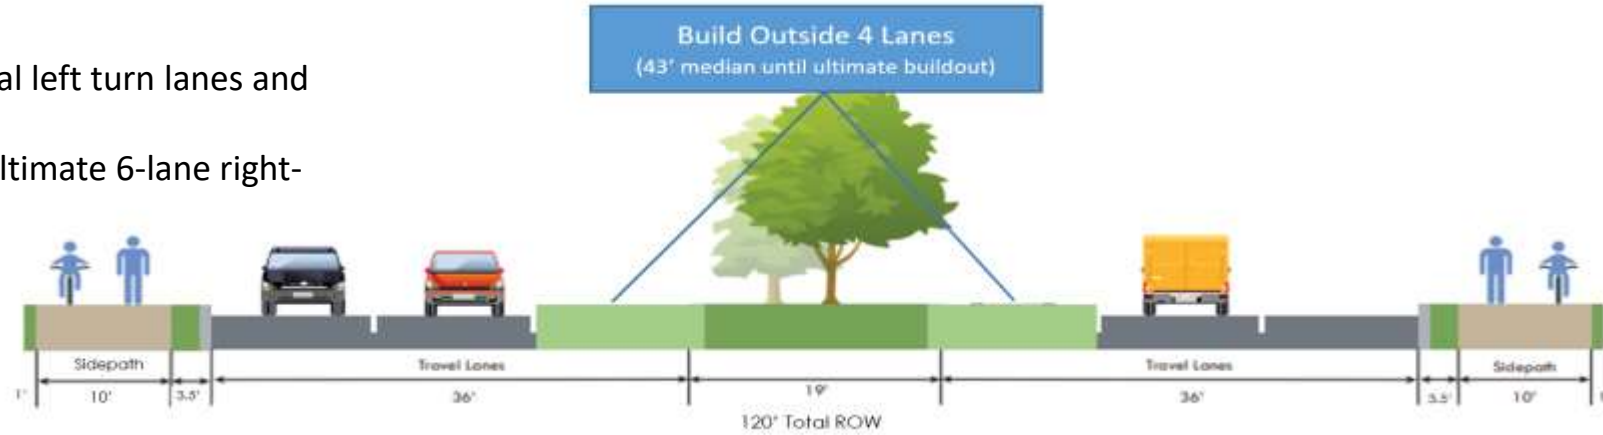 al left turn lanes and
ltimate 6-lane right-
Build Outside 4 Lanes
(43' median until ultimate buildout)
Sidepath
Travel Lanes
Travel Lanes
Sidepath
1'
10'
3.5'
36'
19'
36'
3.5'
10'
120' Total ROW